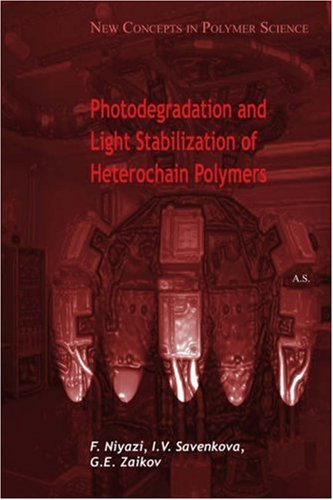 NEW CONCEPTS IN POLYMER SCIENCE
Photodegradation and
Light Stabilization of
Heterochain Polymers
A.S.
F. Niyazi, I.V. Savenkova,
G.E. Zaikov